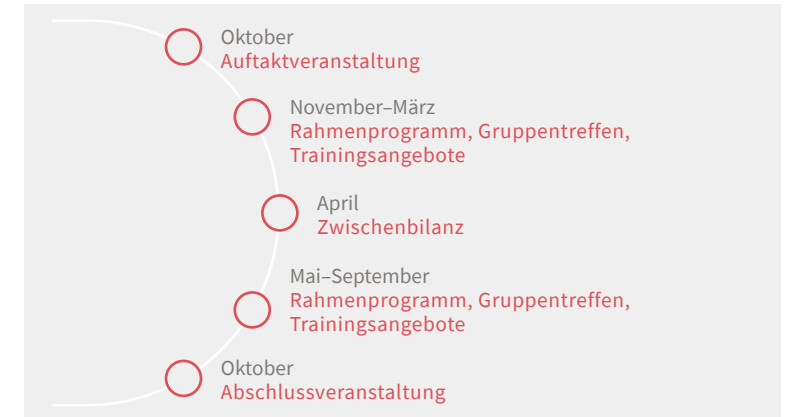 Oktober
Auftaktveranstaltung
November–März
Rahmenprogramm, Gruppentreffen,
Trainingsangebote
April
Zwischenbilanz
Mai–September
Rahmenprogramm, Gruppentreffen,
Trainingsangebote
Oktober
Abschlussveranstaltung